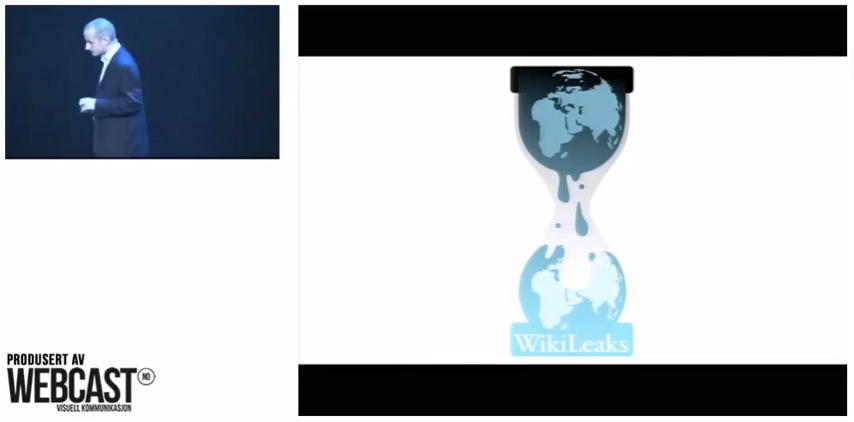 WikiLeaks
PRODUSERT AV
WEBCAST NO
VISUELL KOMMUNIKASJON